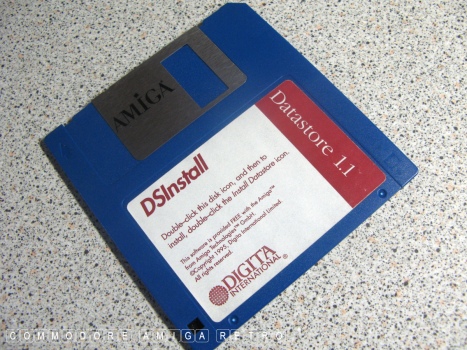 AMIGA
Datastore 1.1™
DSInstall
Double-click this disk icon, and then to
install, double-click the Install Datastore icon.
This software is provided FREE with the Amiga™
from Amiga Technologies™ GmbH.
©Copyright 1995, Digita International Limited.
All rights reserved.
DIGITA
INTERNATIONAL®
COMMODORE AMIGA RETRO